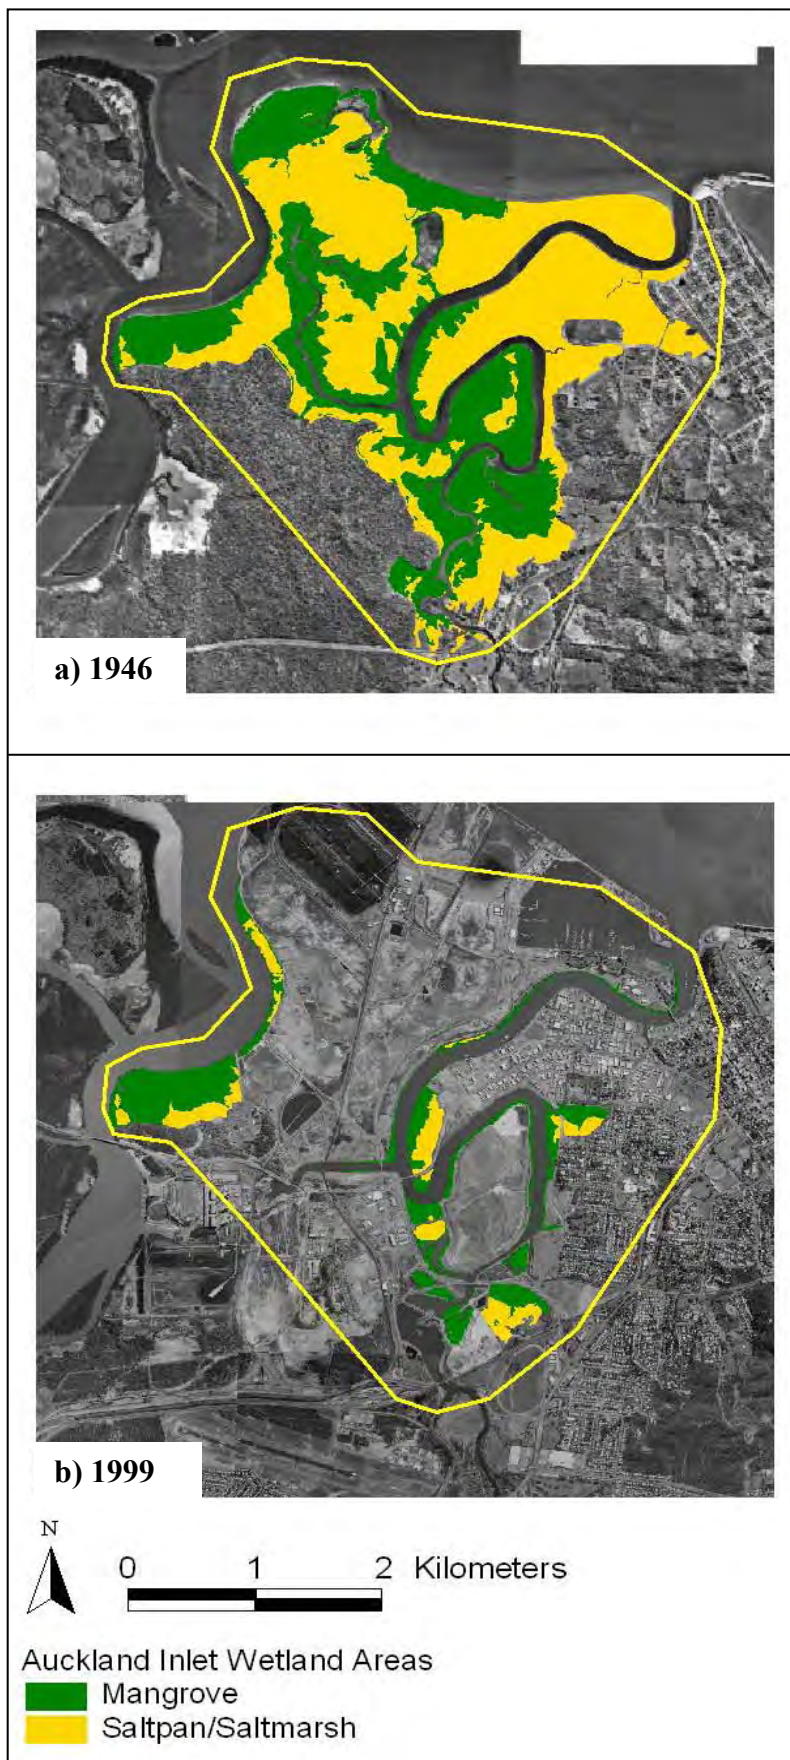 a) 1946
b) 1999
N
0 1 2 Kilometers
Auckland Inlet Wetland Areas
Mangrove
Saltpan/Saltmarsh